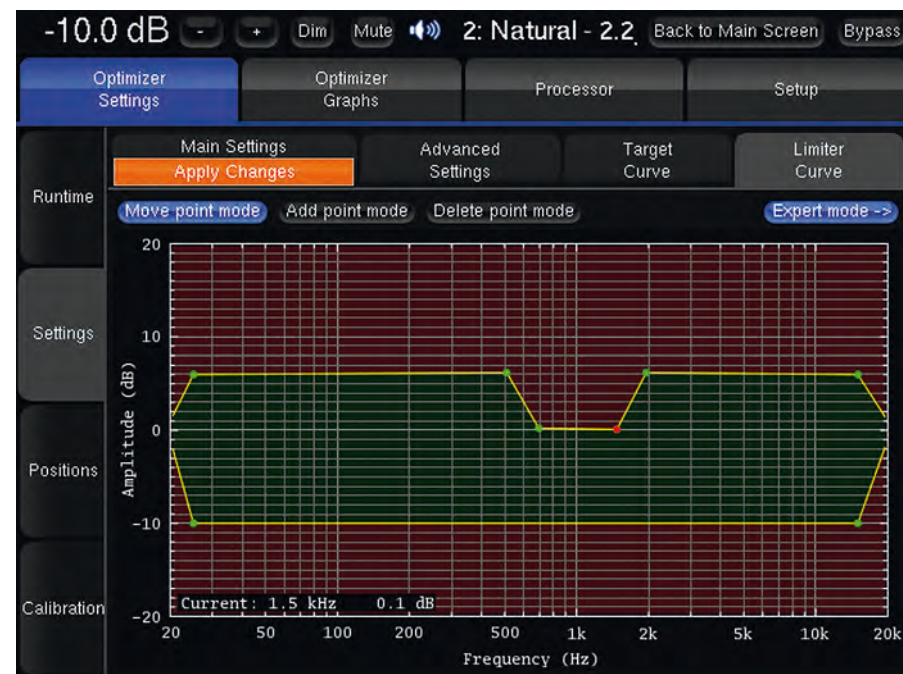 -10.0 dB - + Dim Mute 2: Natural - 2.2 Back to Main Screen Bypass
Optimizer Settings
Optimizer Graphs
Processor
Setup
Runtime
Settings
Positions
Calibration
Main Settings
Apply Changes
Advanced Settings
Target Curve
Limiter Curve
Move point mode Add point mode Delete point mode Expert mode ->
20
10
0
-10
-20
Amplitude (dB)
Current: 1.5 kHz 0.1 dB
20 50 100 200 500 1k 2k 5k 10k 20k
Frequency (Hz)